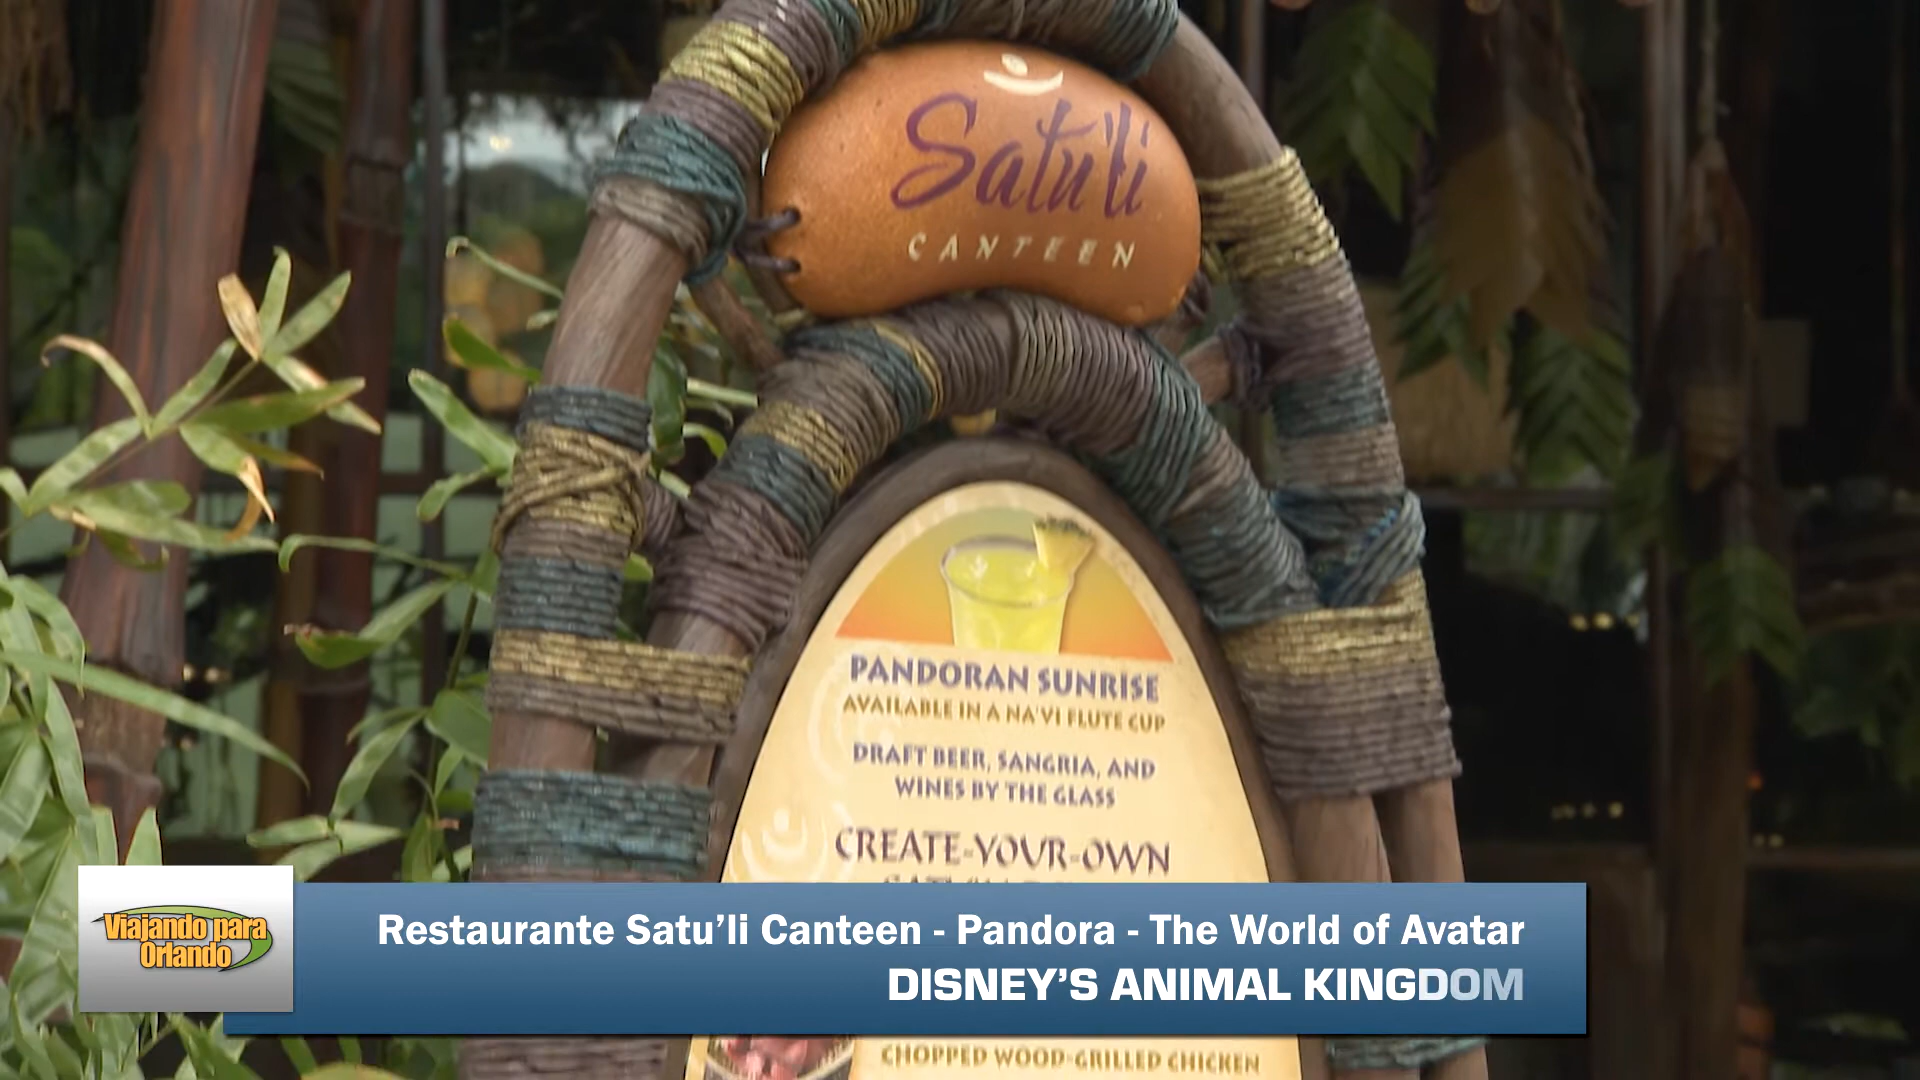 Satu'li
CANTEEN
PANDORAN SUNRISE
AVAILABLE IN A NA'VI FLUTE CUP
DRAFT BEER, SANGRIA, AND
WINES BY THE GLASS
CREATE-YOUR-OWN
Viajando para
Orlando
Restaurante Satu’li Canteen - Pandora - The World of Avatar
DISNEY’S ANIMAL KINGDOM
CHOPPED WOOD-GRILLED CHICKEN